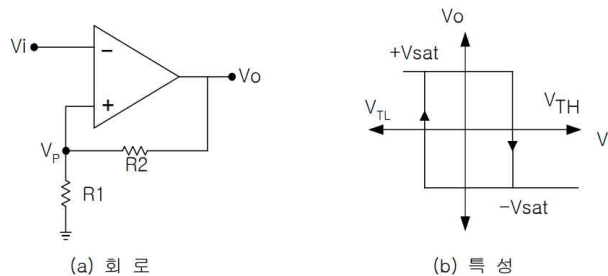 Vi
−
+
Vo
VP
R2
R1
(a) 회 로
Vo
+Vsat
VTL
VTH
V
−Vsat
(b) 특 성